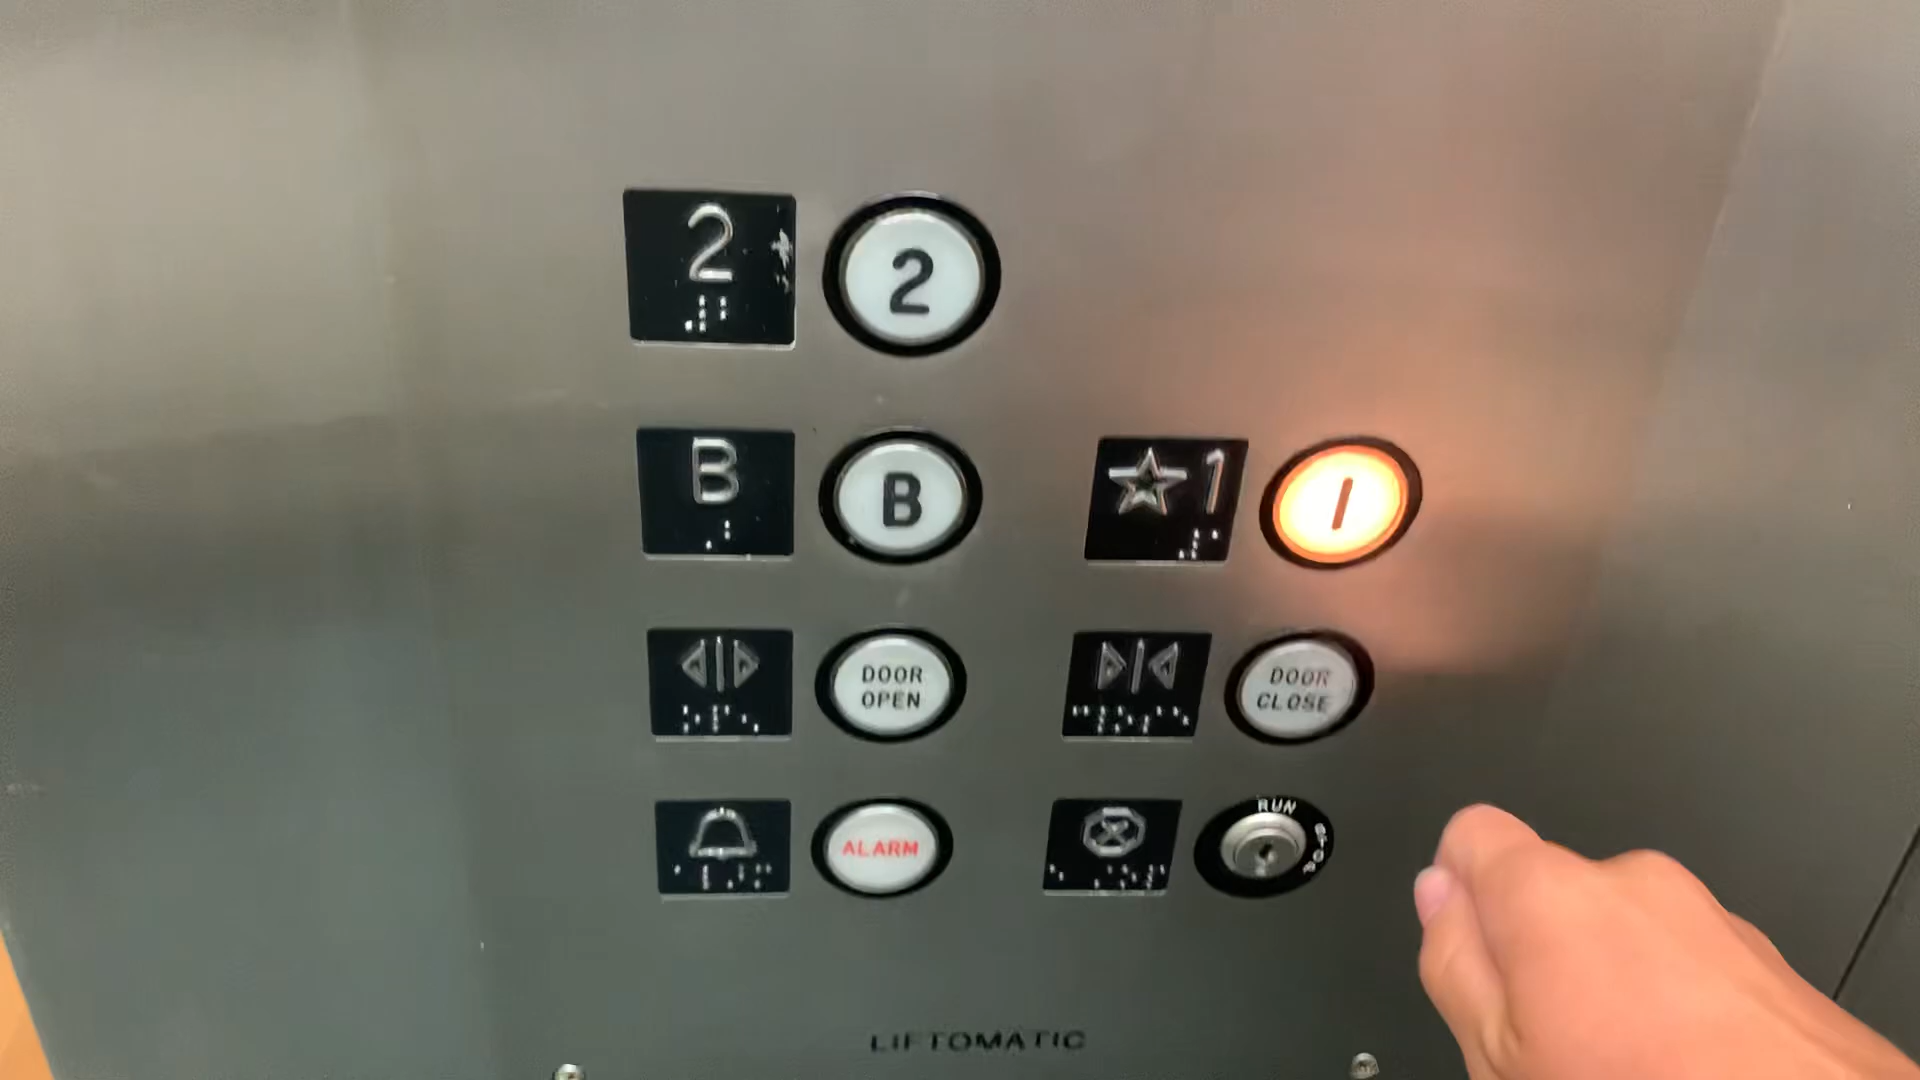 2
2
B
B
☆1
1
DOOR
OPEN
DOOR
CLOSE
ALARM
RUN
STOP
LIFTOMATIC